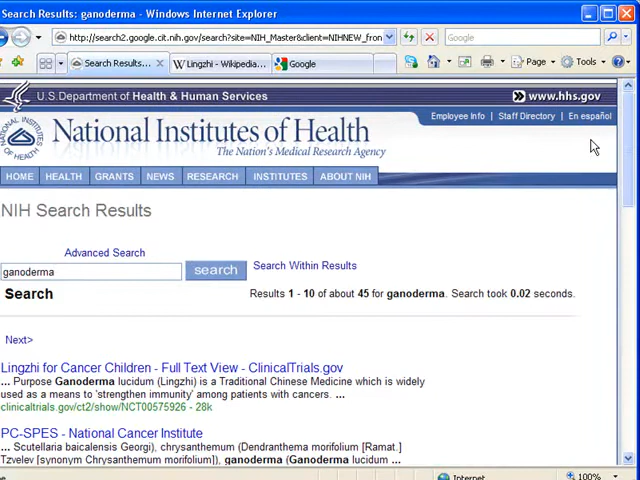 Search Results: ganoderma - Windows Internet Explorer
http://search2.google.cit.nih.gov/search?site=NIH_Master&client=NIHNEW_fron
Google
Search Results...
Lingzhi - Wikipedia...
Google
Page
Tools
U.S. Department of Health & Human Services
www.hhs.gov
Employee Info | Staff Directory | En español
NATIONAL INSTITUTES OF HEALTH
National Institutes of Health
The Nation's Medical Research Agency
HOME
HEALTH
GRANTS
NEWS
RESEARCH
INSTITUTES
ABOUT NIH
NIH Search Results
Advanced Search
ganoderma
search
Search Within Results
Search
Results 1 - 10 of about 45 for ganoderma. Search took 0.02 seconds.
Next>
Lingzhi for Cancer Children - Full Text View - ClinicalTrials.gov
... Purpose Ganoderma lucidum (Lingzhi) is a Traditional Chinese Medicine which is widely
used as a means to 'strengthen immunity' among patients with cancers. ...
clinicaltrials.gov/ct2/show/NCT00575926 - 28k
PC-SPES - National Cancer Institute
... Scutellaria baicalensis Georgi), chrysanthemum (Dendranthema morifolium [Ramat.]
Tzvelev [synonym Chrysanthemum morifolium]), ganoderma (Ganoderma lucidum
Internet
100%